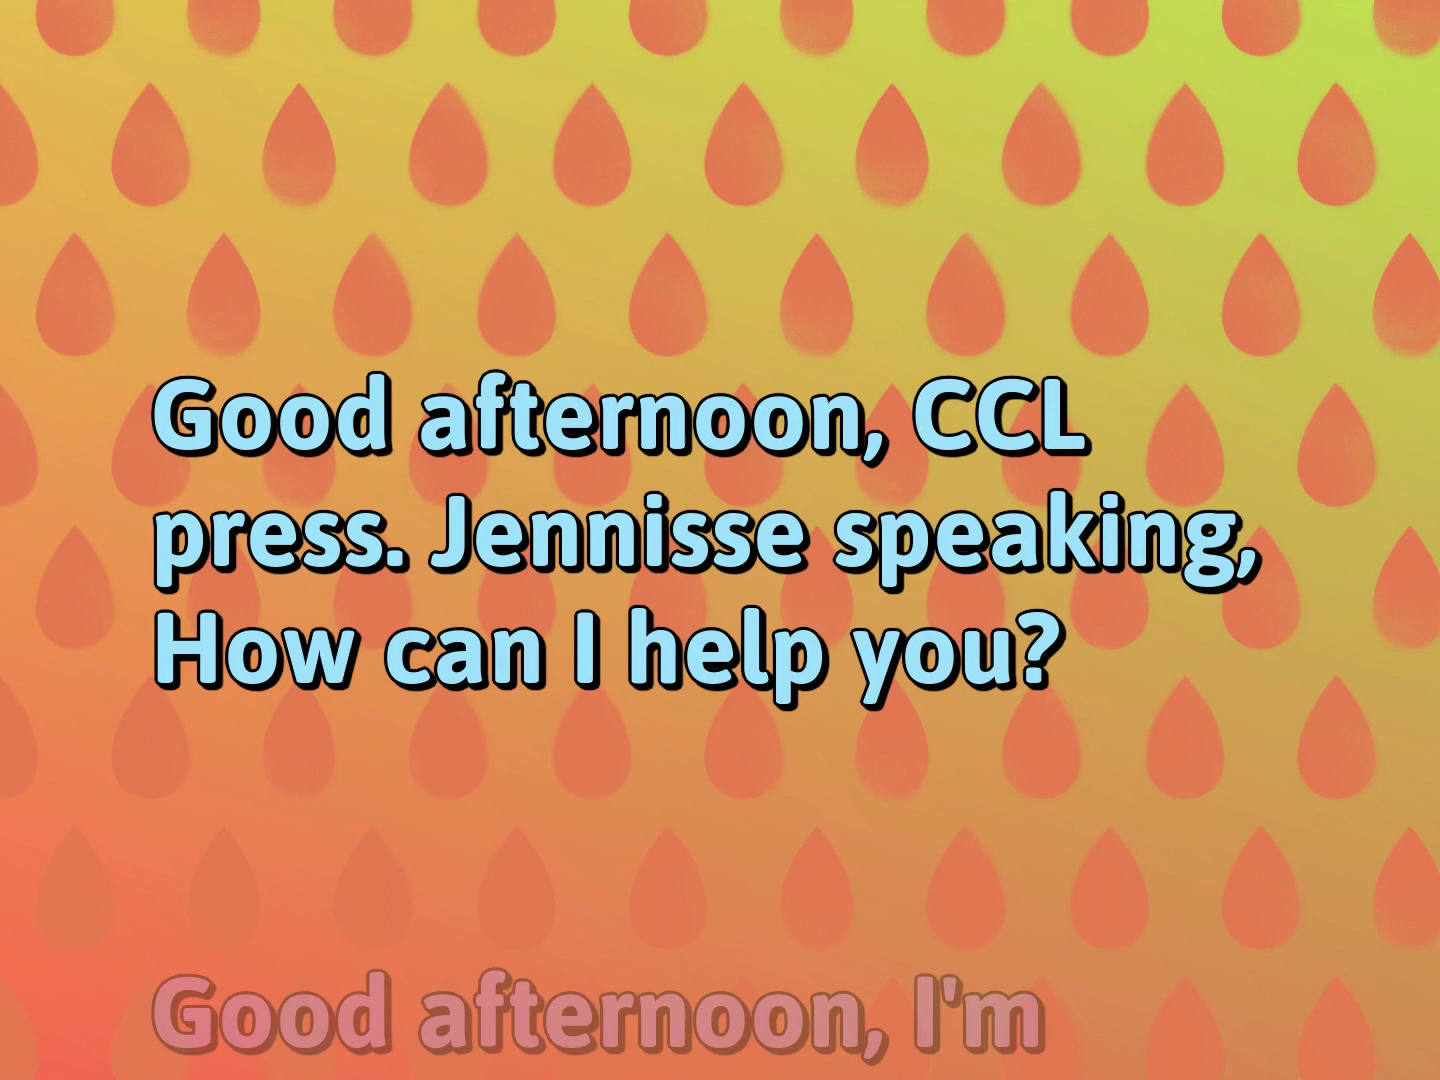 Good afternoon, CCL
press. Jennisse speaking,
How can I help you?
Good afternoon, I'm